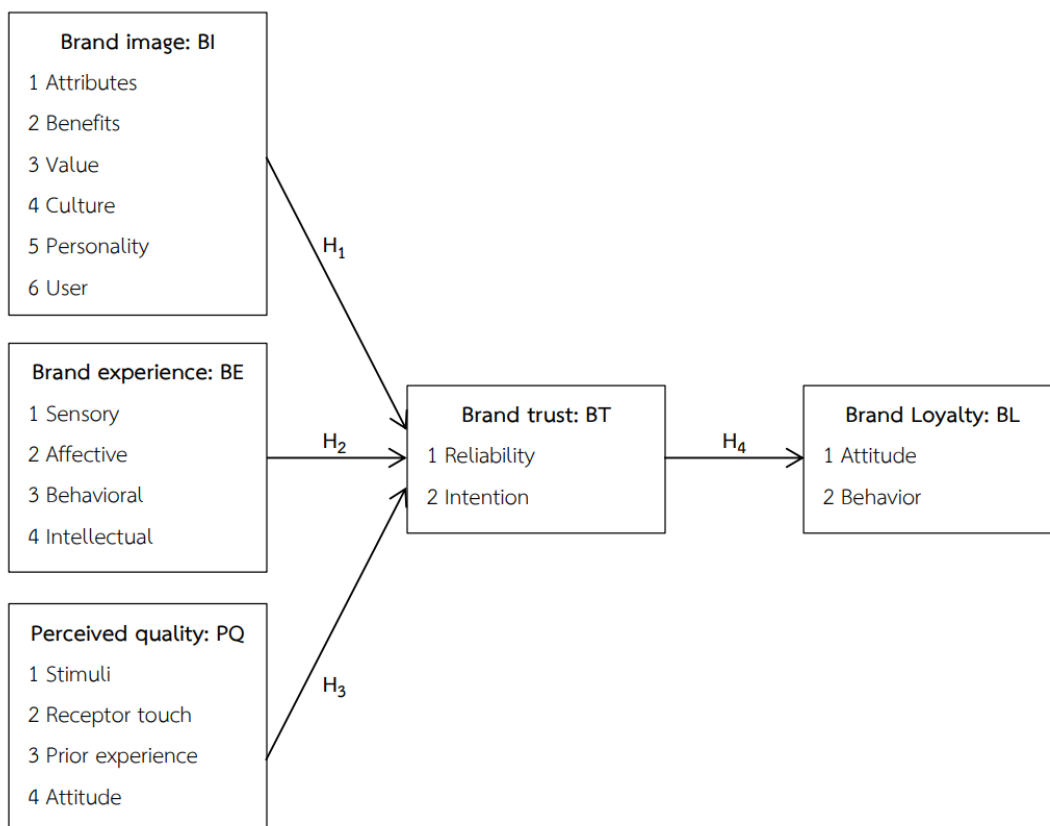 Brand image: BI
1 Attributes
2 Benefits
3 Value
4 Culture
5 Personality
6 User
H1
Brand experience: BE
1 Sensory
2 Affective
3 Behavioral
4 Intellectual
H2
Brand trust: BT
1 Reliability
2 Intention
H4
Brand Loyalty: BL
1 Attitude
2 Behavior
Perceived quality: PQ
1 Stimuli
2 Receptor touch
3 Prior experience
4 Attitude
H3